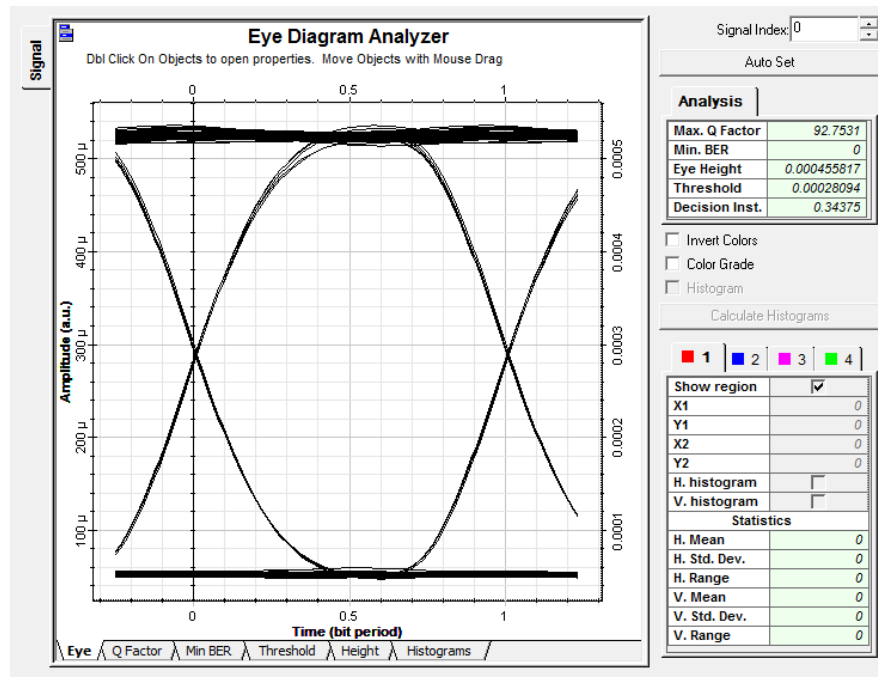 Signal
Eye Diagram Analyzer
Dbl Click On Objects to open properties. Move Objects with Mouse Drag
0 0.5 1
500 μ
400 μ
300 μ
200 μ
100 μ
Amplitude (a.u.)
0.0005
0.0004
0.0003
0.0002
0.0001
0 0.5 1
Time (bit period)
Eye Q Factor Min BER Threshold Height Histograms
Signal Index: 0
Auto Set
Analysis
Max. Q Factor 92.7531
Min. BER 0
Eye Height 0.000455817
Threshold 0.00028094
Decision Inst. 0.34375
Invert Colors
Color Grade
Histogram
Calculate Histograms
1 2 3 4
Show region
X1 0
Y1 0
X2 0
Y2 0
H. histogram
V. histogram
Statistics
H. Mean 0
H. Std. Dev. 0
H. Range 0
V. Mean 0
V. Std. Dev. 0
V. Range 0